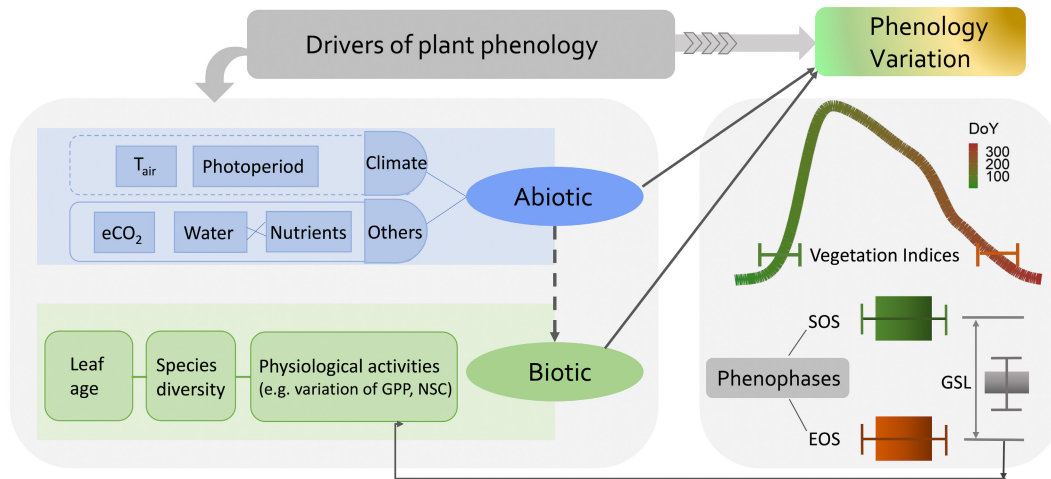 Drivers of plant phenology
Phenology
Variation
Tair
Photoperiod
Climate
eCO2
Water
Nutrients
Others
Abiotic
Leaf
age
Species
diversity
Physiological activities
(e.g. variation of GPP, NSC)
Biotic
DoY
300
200
100
Vegetation Indices
SOS
Phenophases
GSL
EOS